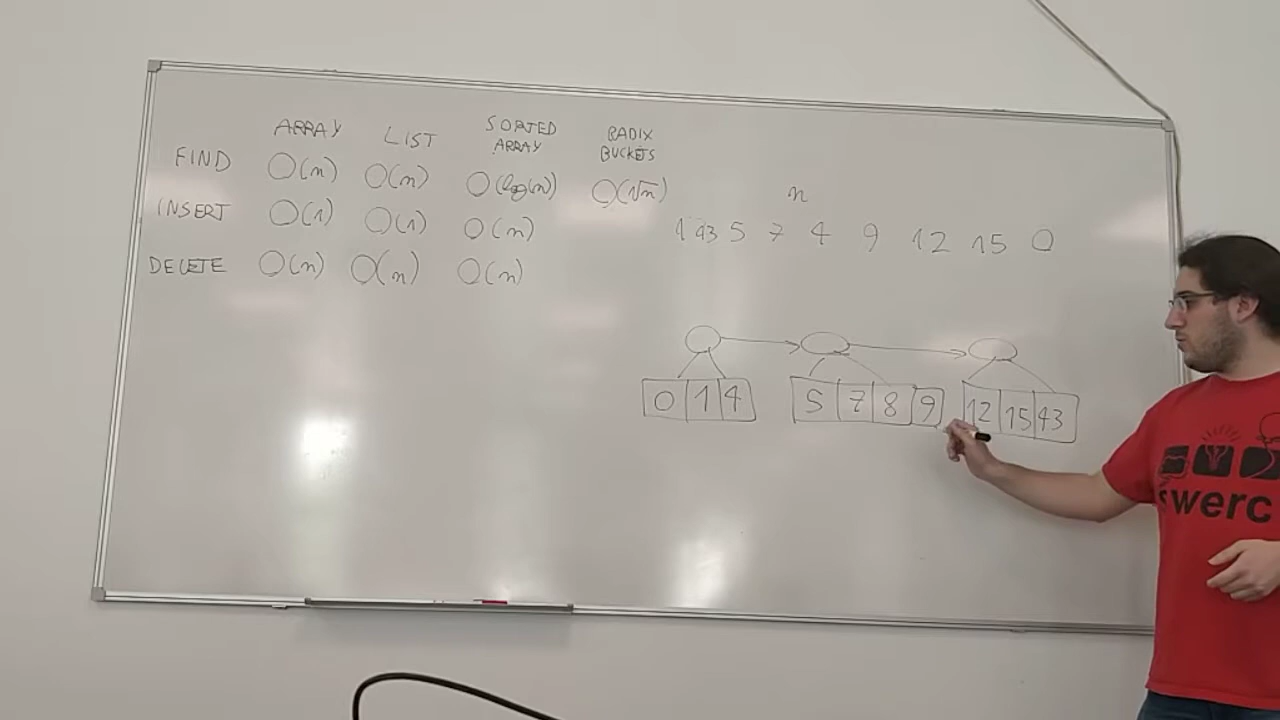 ARRAY LIST SORTED ARRAY RADIX BUCKETS
FIND O(n) O(n) O(log(n)) O(√n)
INSERT O(1) O(1) O(n)
DELETE O(n) O(n) O(n)
n
1 43 5 7 4 9 12 15 0
0 1 4 5 7 8 9 12 15 43
swerc